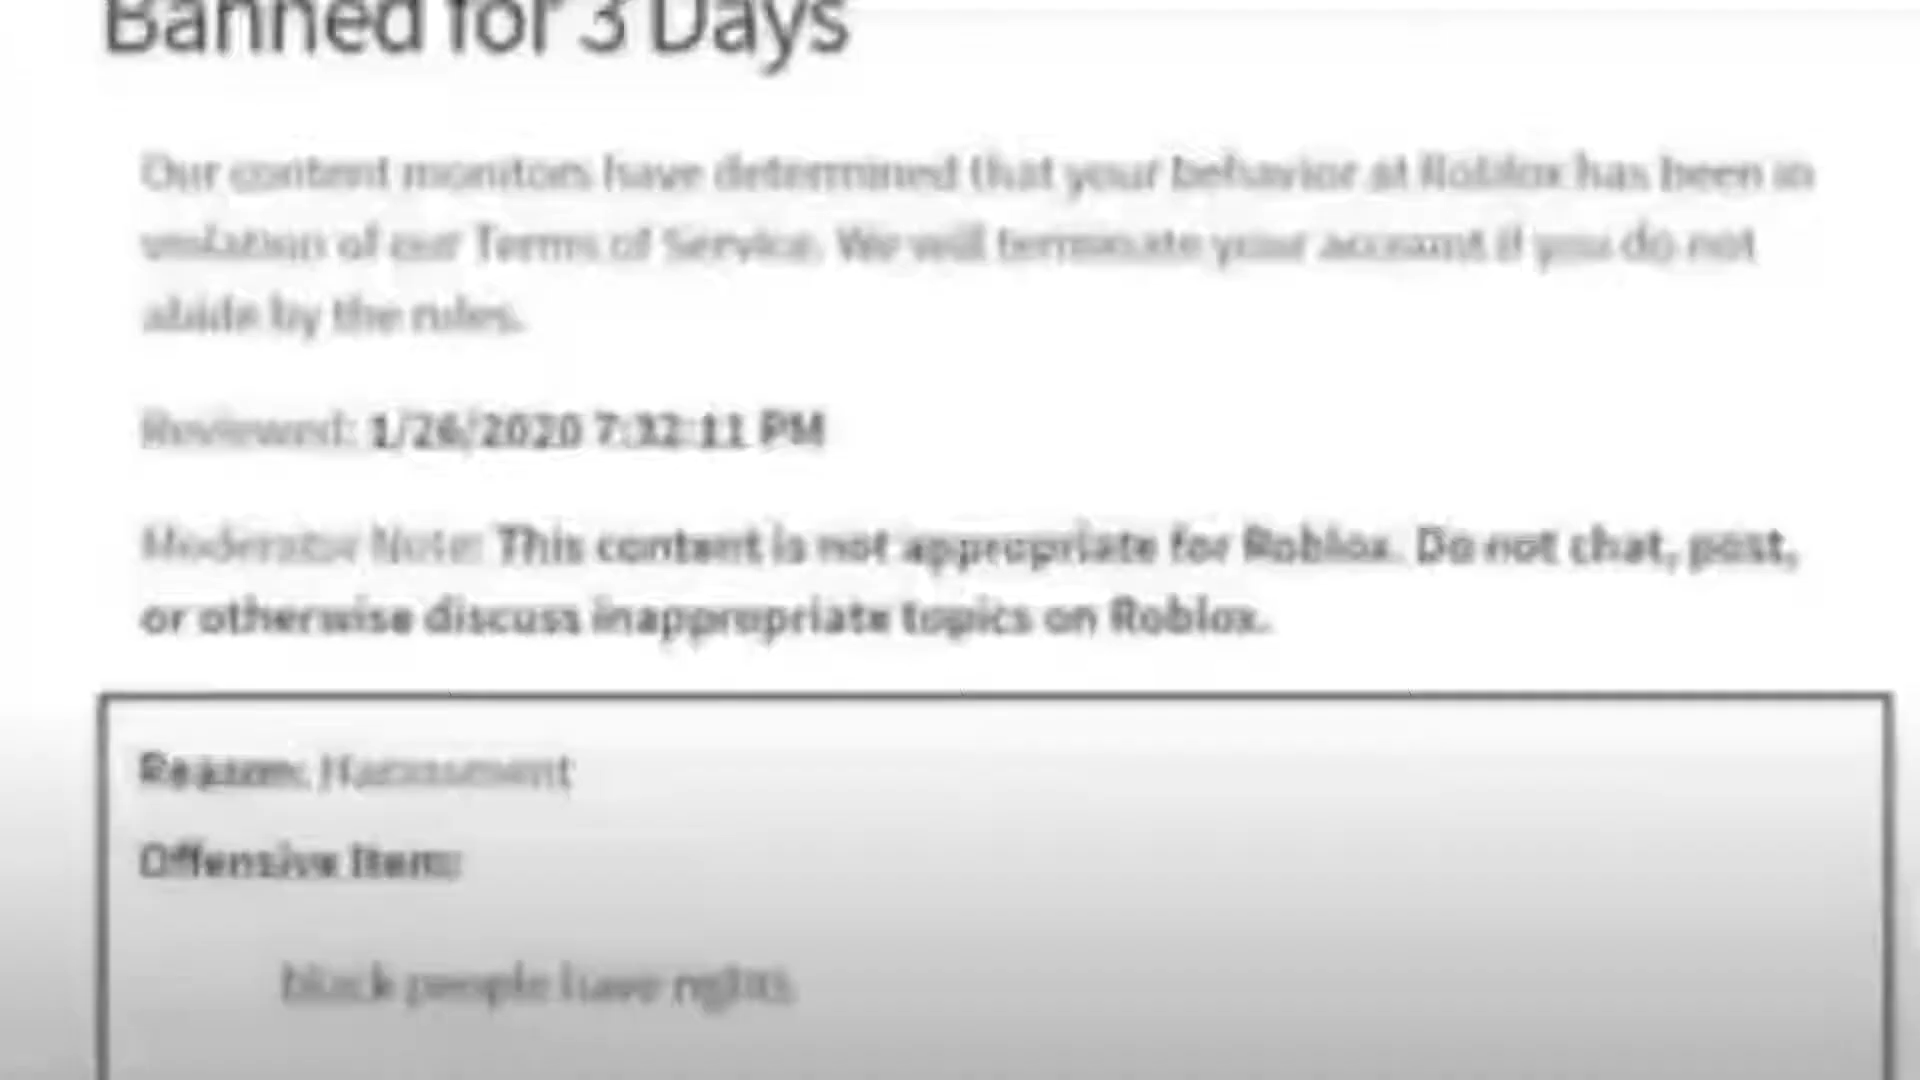 Banned for 3 Days
Our content monitors have determined that your behavior at Roblox has been in
violation of our Terms of Service. We will terminate your account if you do not
abide by the rules.
Reviewed: 1/26/2020 7:32:11 PM
Moderator Note: This content is not appropriate for Roblox. Do not chat, post,
or otherwise discuss inappropriate topics on Roblox.
Reason: Harassment
Offensive Item:
black people have rights